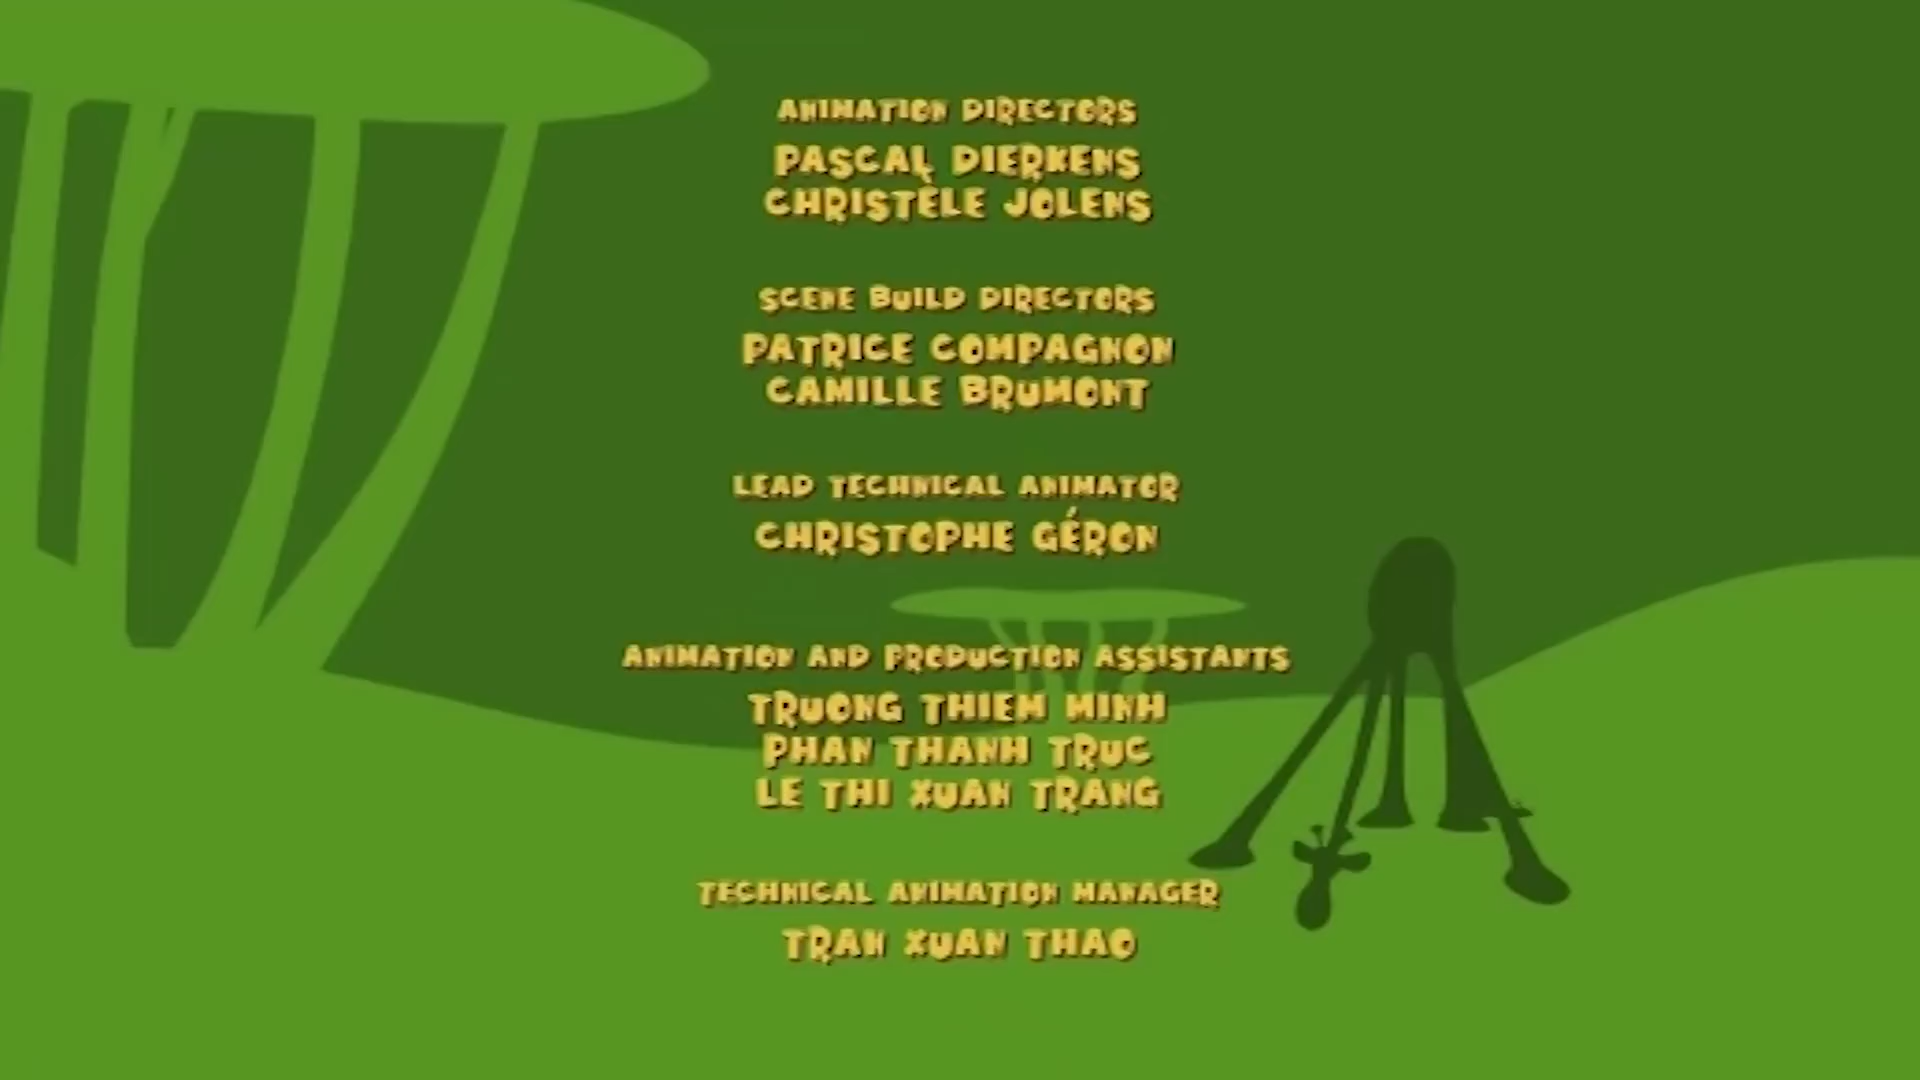 ANIMATION DIRECTORS
PASCAL DIERKENS
CHRISTÈLE JOLENS
SCENE BUILD DIRECTORS
PATRICE COMPAGNON
CAMILLE BRUMONT
LEAD TECHNICAL ANIMATOR
CHRISTOPHE GÉRON
ANIMATION AND PRODUCTION ASSISTANTS
TRUONG THIEM MINH
PHAN THANH TRUC
LE THI XUAN TRANG
TECHNICAL ANIMATION MANAGER
TRAN XUAN THAO